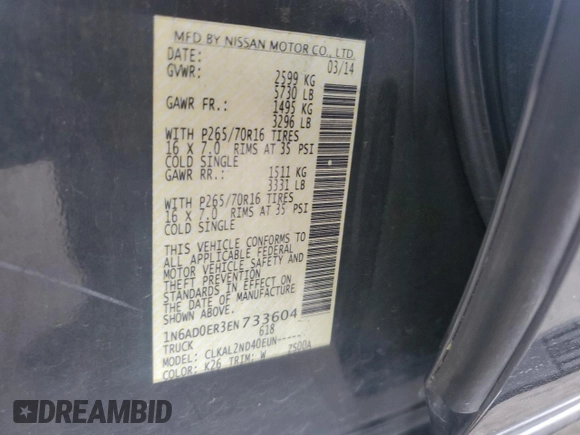 MFD BY NISSAN MOTOR CO., LTD.
DATE: 03/14
GVWR: 2599 KG
5730 LB
GAWR FR.: 1495 KG
3296 LB
WITH P265/70R16 TIRES
16 X 7.0 RIMS AT 35 PSI
COLD SINGLE
GAWR RR.: 1511 KG
3331 LB
WITH P265/70R16 TIRES
16 X 7.0 RIMS AT 35 PSI
COLD SINGLE
THIS VEHICLE CONFORMS TO
ALL APPLICABLE FEDERAL
MOTOR VEHICLE SAFETY AND
THEFT PREVENTION
STANDARDS IN EFFECT ON
THE DATE OF MANUFACTURE
SHOWN ABOVE.
1N6AD0ER3EN733604
TRUCK 618
MODEL: CLKAL2ND40EUN-----
COLOR: K26 TRIM: W 7S00A
DREAMBID